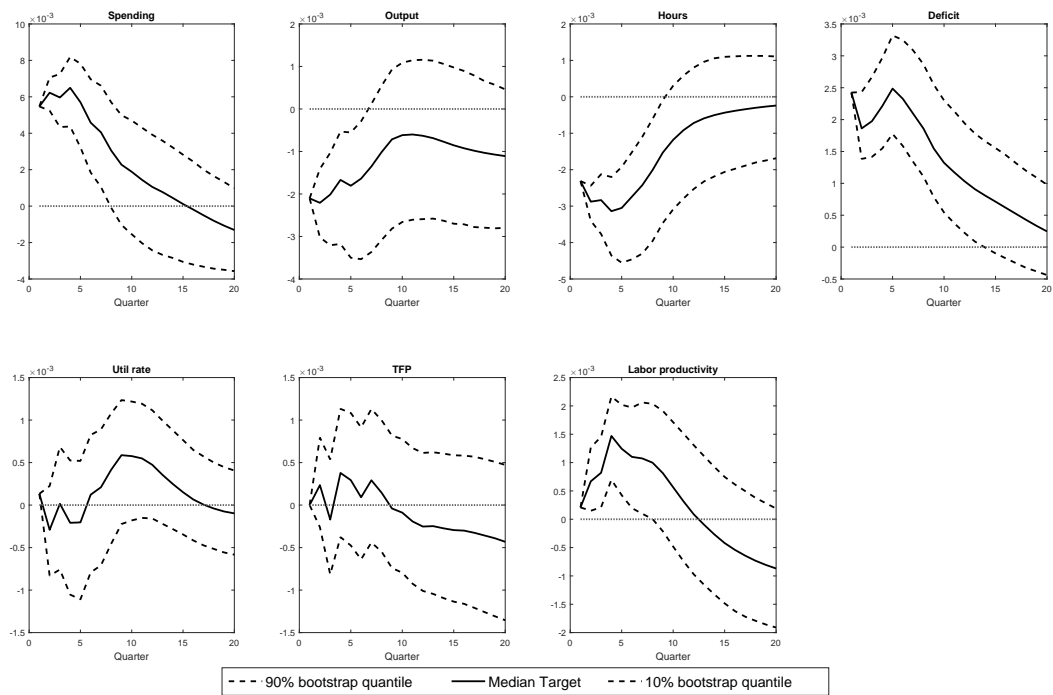 Spending
×10⁻³
10
8
6
4
2
0
-2
-4
0 5 10 15 20
Quarter
Output
×10⁻³
2
1
0
-1
-2
-3
-4
0 5 10 15 20
Quarter
Hours
×10⁻³
2
1
0
-1
-2
-3
-4
-5
0 5 10 15 20
Quarter
Deficit
×10⁻³
3.5
3
2.5
2
1.5
1
0.5
0
-0.5
0 5 10 15 20
Quarter
Util rate
×10⁻³
1.5
1
0.5
0
-0.5
-1
-1.5
0 5 10 15 20
Quarter
TFP
×10⁻³
1.5
1
0.5
0
-0.5
-1
-1.5
0 5 10 15 20
Quarter
Labor productivity
×10⁻³
2.5
2
1.5
1
0.5
0
-0.5
-1
-1.5
-2
0 5 10 15 20
Quarter
90% bootstrap quantile Median Target 10% bootstrap quantile